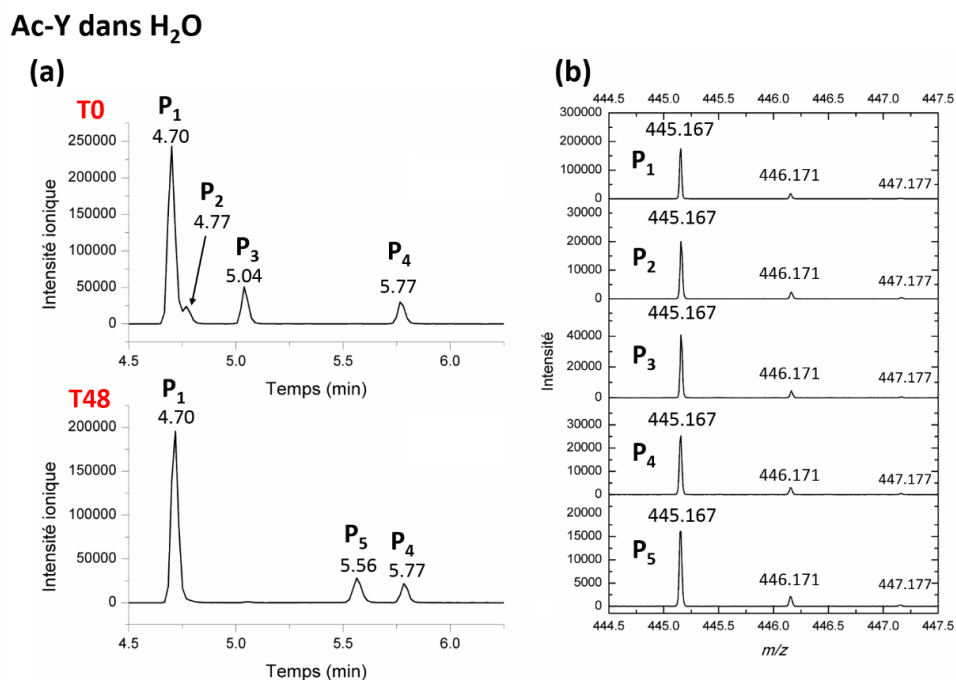 Ac-Y dans H₂O
(a)
T0
P₁
4.70
P₂
4.77
P₃
5.04
P₄
5.77
250000
200000
150000
100000
50000
0
Intensité ionique
4.5 5.0 5.5 6.0
Temps (min)
T48
P₁
4.70
P₅
5.56
P₄
5.77
200000
150000
100000
50000
0
Intensité ionique
4.5 5.0 5.5 6.0
Temps (min)
(b)
444.5 445.0 445.5 446.0 446.5 447.0 447.5
300000
200000
100000
0
P₁
445.167
446.171
447.177
30000
20000
10000
0
P₂
445.167
446.171
447.177
40000
20000
0
P₃
445.167
446.171
447.177
30000
20000
10000
0
P₄
445.167
446.171
447.177
20000
15000
10000
5000
0
P₅
445.167
446.171
447.177
Intensité
444.5 445.0 445.5 446.0 446.5 447.0 447.5
m/z